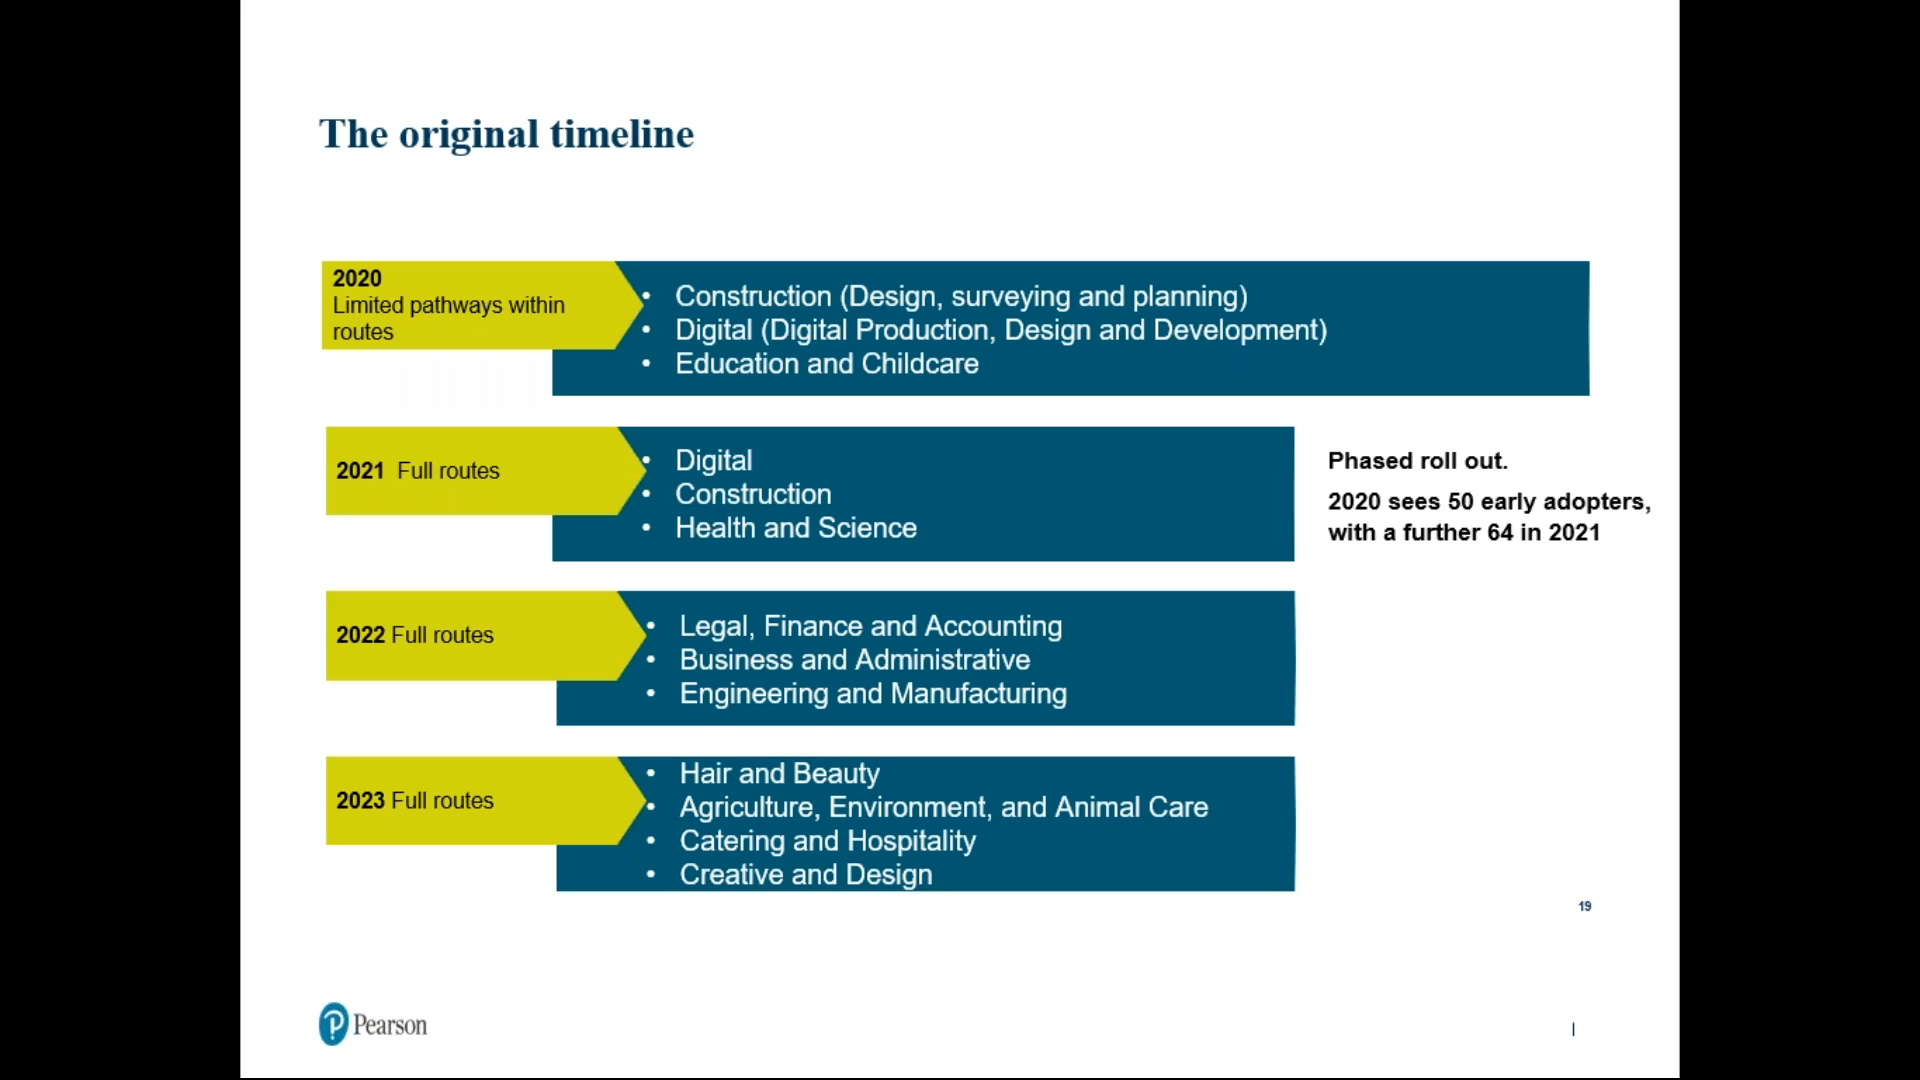 The original timeline
2020
Limited pathways within
routes
• Construction (Design, surveying and planning)
• Digital (Digital Production, Design and Development)
• Education and Childcare
2021 Full routes
• Digital
• Construction
• Health and Science
Phased roll out.
2020 sees 50 early adopters,
with a further 64 in 2021
2022 Full routes
• Legal, Finance and Accounting
• Business and Administrative
• Engineering and Manufacturing
2023 Full routes
• Hair and Beauty
• Agriculture, Environment, and Animal Care
• Catering and Hospitality
• Creative and Design
19
Pearson
|